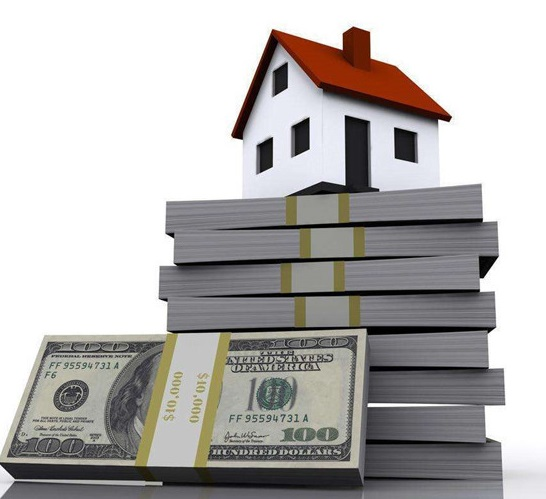 100 100
FEDERAL RESERVE NOTE
THE UNITED STATES
OF AMERICA
FF 95594731 A
F6
$10,000
$10,000
FF 95594731 A
100
100 HUNDRED DOLLARS